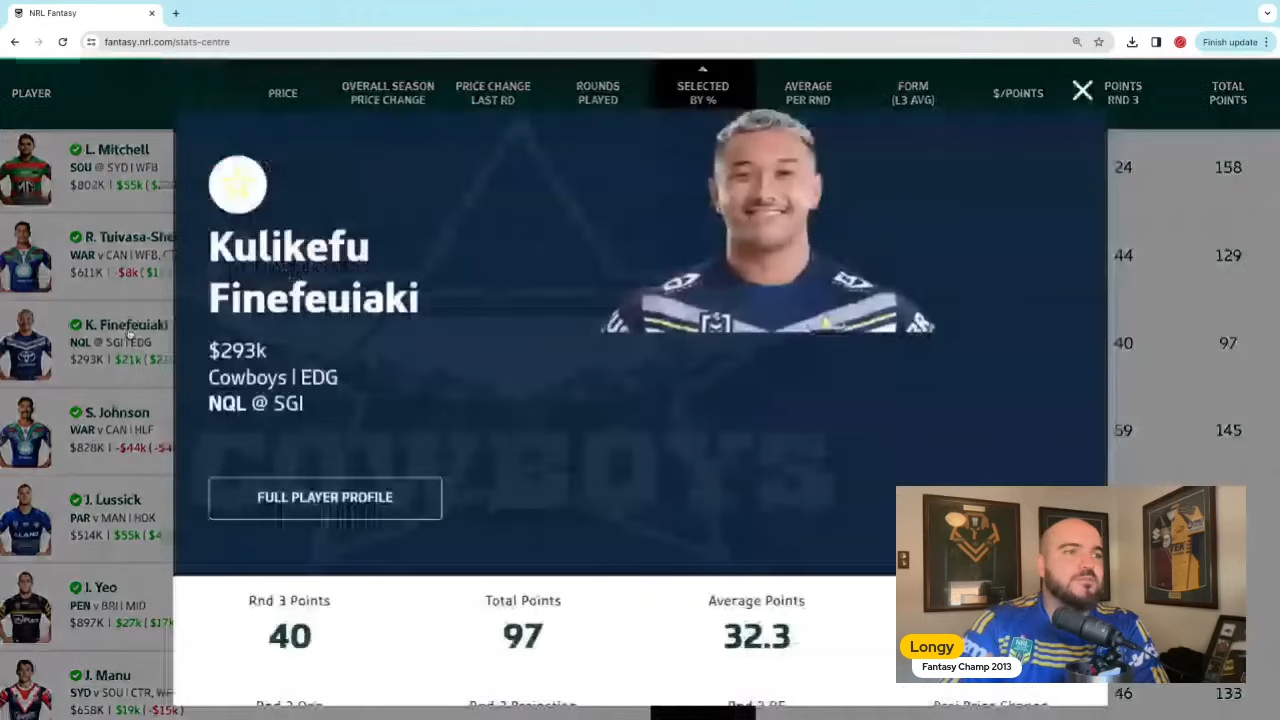 NRL Fantasy
fantasy.nrl.com/stats-centre
Finish update
PLAYER
PRICE
OVERALL SEASON
PRICE CHANGE
PRICE CHANGE
LAST RD
ROUNDS
PLAYED
SELECTED
BY %
AVERAGE
PER RND
FORM
(L3 AVG)
$/POINTS
POINTS
RND 3
TOTAL
POINTS
L. Mitchell
SOU @ SYD | WFB
$802K | $55k
24
158
R. Tuivasa-She
WAR v CAN | WFB,
$611K | -$8k
44
129
K. Finefeuiaki
NQL @ SGI | EDG
$293K | $21k
40
97
S. Johnson
WAR v CAN | HLF
$828K | -$44k
59
145
J. Lussick
PAR v MAN | HDK
$514K | $55k
I. Yeo
PEN v BRI | MID
$897K | $27k
J. Manu
SYD v SOU | CTR, WF
$658K | $19k (-$15k)
46
133
Kulikefu
Finefeuiaki
$293k
Cowboys | EDG
NQL @ SGI
COWBOYS
FULL PLAYER PROFILE
Rnd 3 Points
Total Points
Average Points
40
97
32.3
Longy
Fantasy Champ 2013